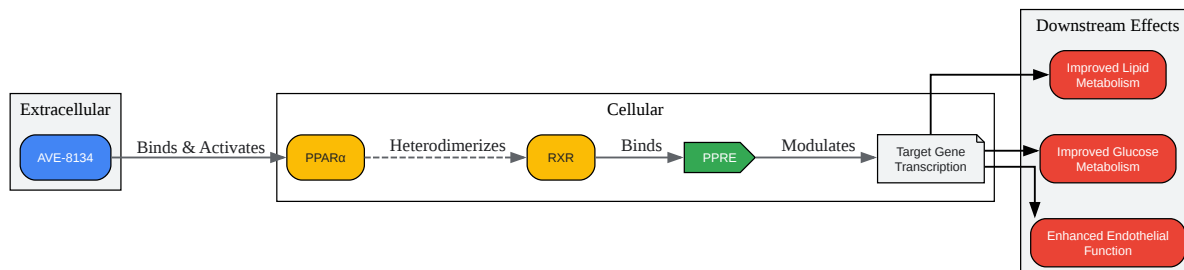 Downstream Effects
Improved Lipid
Metabolism
Extracellular
Cellular
AVE-8134
Binds & Activates
PPARα
Heterodimerizes
RXR
Binds
PPRE
Modulates
Target Gene
Transcription
Improved Glucose
Metabolism
Enhanced Endothelial
Function